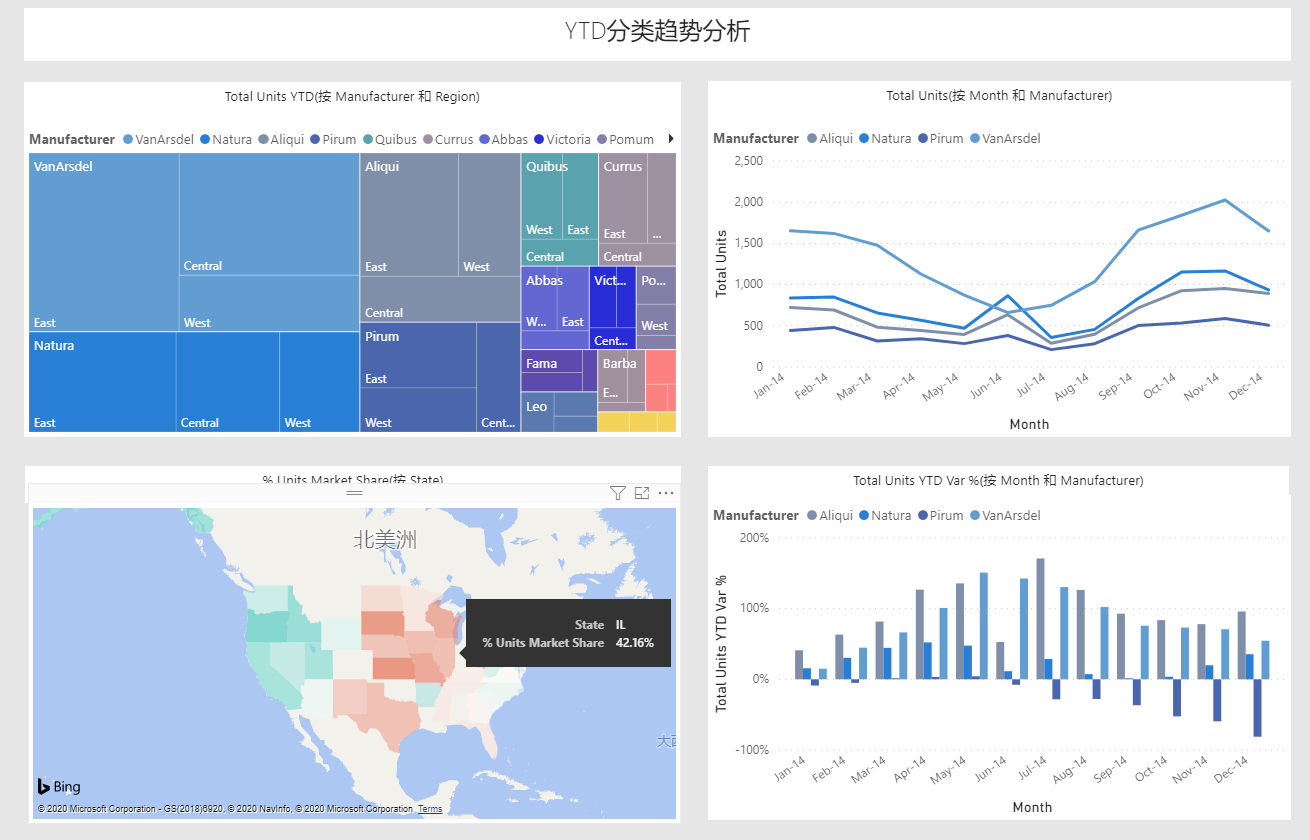 YTD分类趋势分析
Total Units YTD(按 Manufacturer 和 Region)
Manufacturer VanArsdel Natura Aliqui Pirum Quibus Currus Abbas Victoria Pomum
VanArsdel
Central
East
West
Natura
East
Central
West
Aliqui
East
West
Central
Pirum
East
West
Cent...
Quibus
West
East
Central
Currus
East
...
Central
Abbas
W...
East
Vict...
Cent...
Po...
West
Fama
Leo
Barba
E...
Total Units(按 Month 和 Manufacturer)
Manufacturer Aliqui Natura Pirum VanArsdel
Total Units
2,500
2,000
1,500
1,000
500
0
Jan-14 Feb-14 Mar-14 Apr-14 May-14 Jun-14 Jul-14 Aug-14 Sep-14 Oct-14 Nov-14 Dec-14
Month
% Units Market Share(按 State)
北美洲
State IL
% Units Market Share 42.16%
Bing
© 2020 Microsoft Corporation - GS(2018)6920, © 2020 NavInfo, © 2020 Microsoft Corporation Terms
Total Units YTD Var %(按 Month 和 Manufacturer)
Manufacturer Aliqui Natura Pirum VanArsdel
Total Units YTD Var %
200%
100%
0%
-100%
Jan-14 Feb-14 Mar-14 Apr-14 May-14 Jun-14 Jul-14 Aug-14 Sep-14 Oct-14 Nov-14 Dec-14
Month